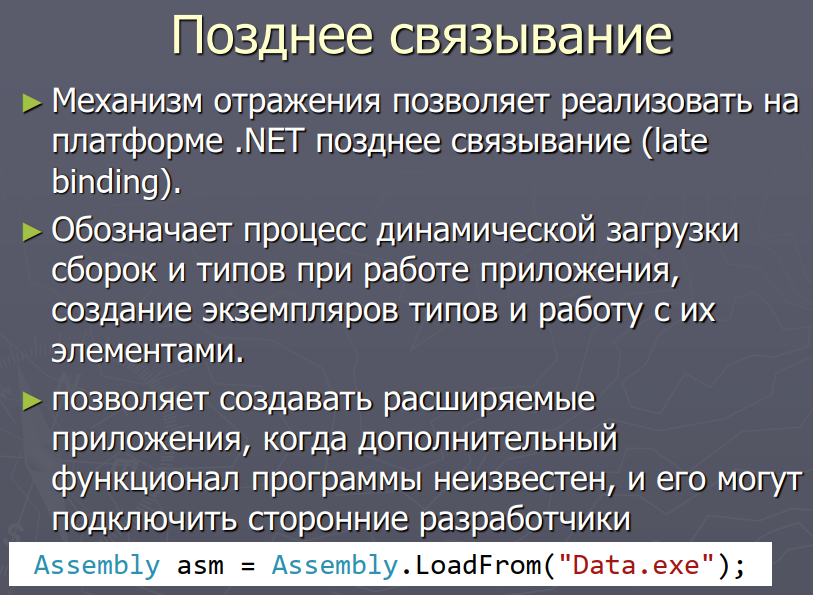 Позднее связывание
► Механизм отражения позволяет реализовать на
платформе .NET позднее связывание (late
binding).
► Обозначает процесс динамической загрузки
сборок и типов при работе приложения,
создание экземпляров типов и работу с их
элементами.
► позволяет создавать расширяемые
приложения, когда дополнительный
функционал программы неизвестен, и его могут
подключить сторонние разработчики
Assembly asm = Assembly.LoadFrom("Data.exe");